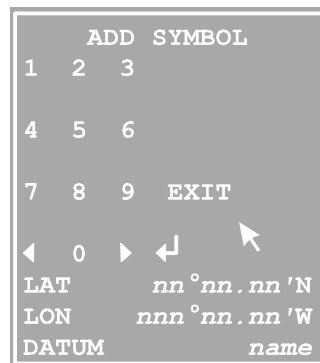 ADD SYMBOL
1 2 3
4 5 6
7 8 9 EXIT
◀ 0 ▶ ↲
LAT nn°nn.nn'N
LON nnn°nn.nn'W
DATUM name